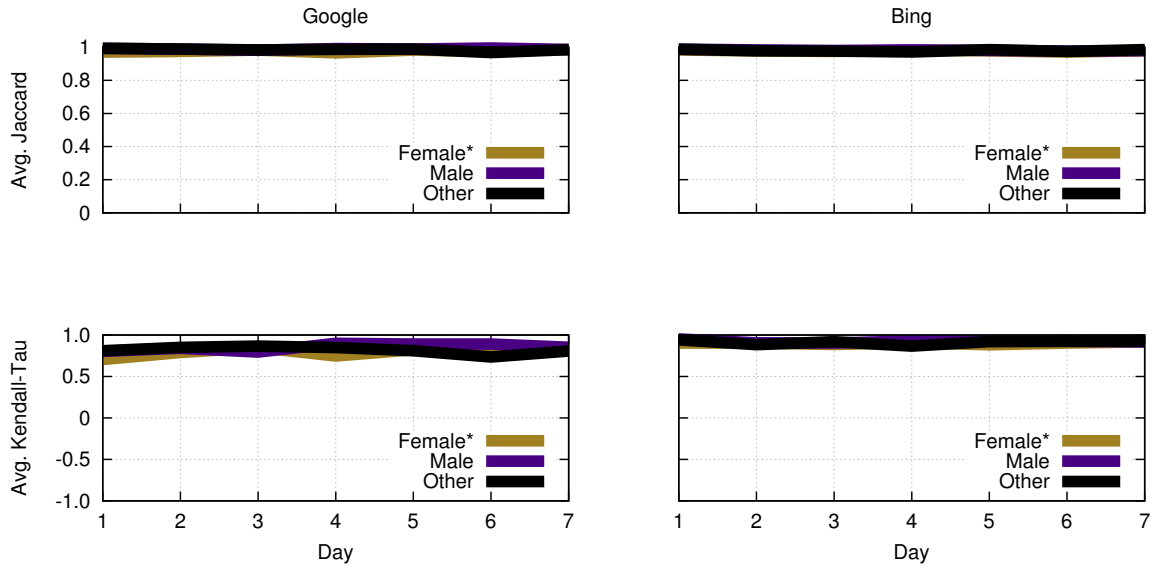 Google
Bing
Avg. Jaccard
1
0.8
0.6
0.4
0.2
0
Female*
Male
Other
Female*
Male
Other
Avg. Kendall-Tau
1.0
0.5
0
-0.5
-1.0
Female*
Male
Other
Female*
Male
Other
1 2 3 4 5 6 7
1 2 3 4 5 6 7
Day
Day